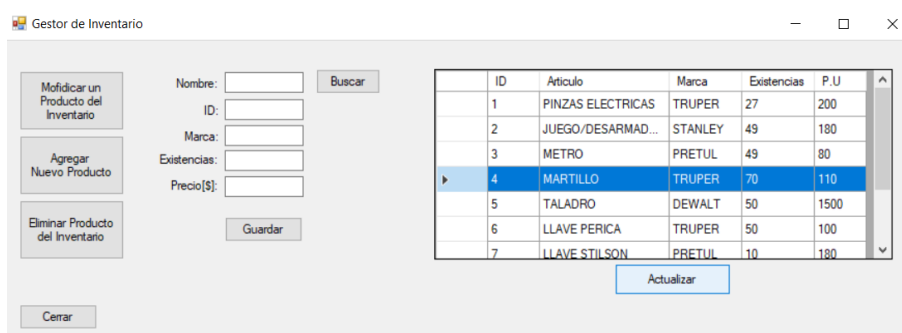 Gestor de Inventario
Mofidicar un
Producto del
Inventario
Agregar
Nuevo Producto
Eliminar Producto
del Inventario
Cerrar
Nombre:
Buscar
ID:
Marca:
Existencias:
Precio[$]:
Guardar
ID Articulo Marca Existencias P.U
1 PINZAS ELECTRICAS TRUPER 27 200
2 JUEGO/DESARMAD... STANLEY 49 180
3 METRO PRETUL 49 80
4 MARTILLO TRUPER 70 110
5 TALADRO DEWALT 50 1500
6 LLAVE PERICA TRUPER 50 100
7 LLAVE STILSON PRETUL 10 180
Actualizar